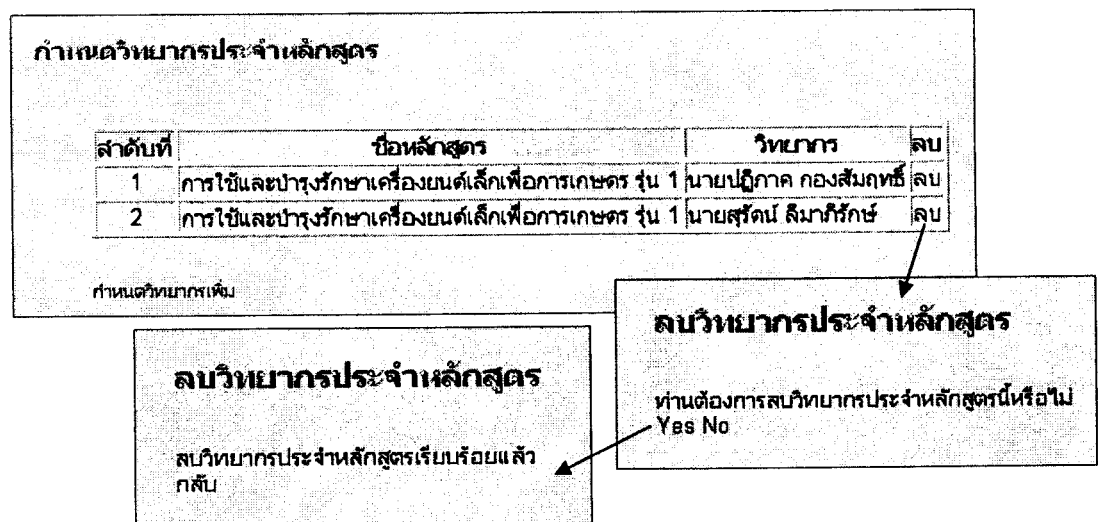 กำหนดวิทยากรประจำหลักสูตร
ลำดับที่ ชื่อหลักสูตร วิทยากร ลบ
1 การใช้และบำรุงรักษาเครื่องยนต์เล็กเพื่อการเกษตร รุ่น 1 นายปฏิภาค กองสัมฤทธิ์ ลบ
2 การใช้และบำรุงรักษาเครื่องยนต์เล็กเพื่อการเกษตร รุ่น 1 นายสุรัตน์ ลิมาภิรักษ์ ลบ
กำหนดวิทยากรเพิ่ม
ลบวิทยากรประจำหลักสูตร
ท่านต้องการลบวิทยากรประจำหลักสูตรนี้หรือไม่
Yes No
ลบวิทยากรประจำหลักสูตร
ลบวิทยากรประจำหลักสูตรเรียบร้อยแล้ว
กลับ